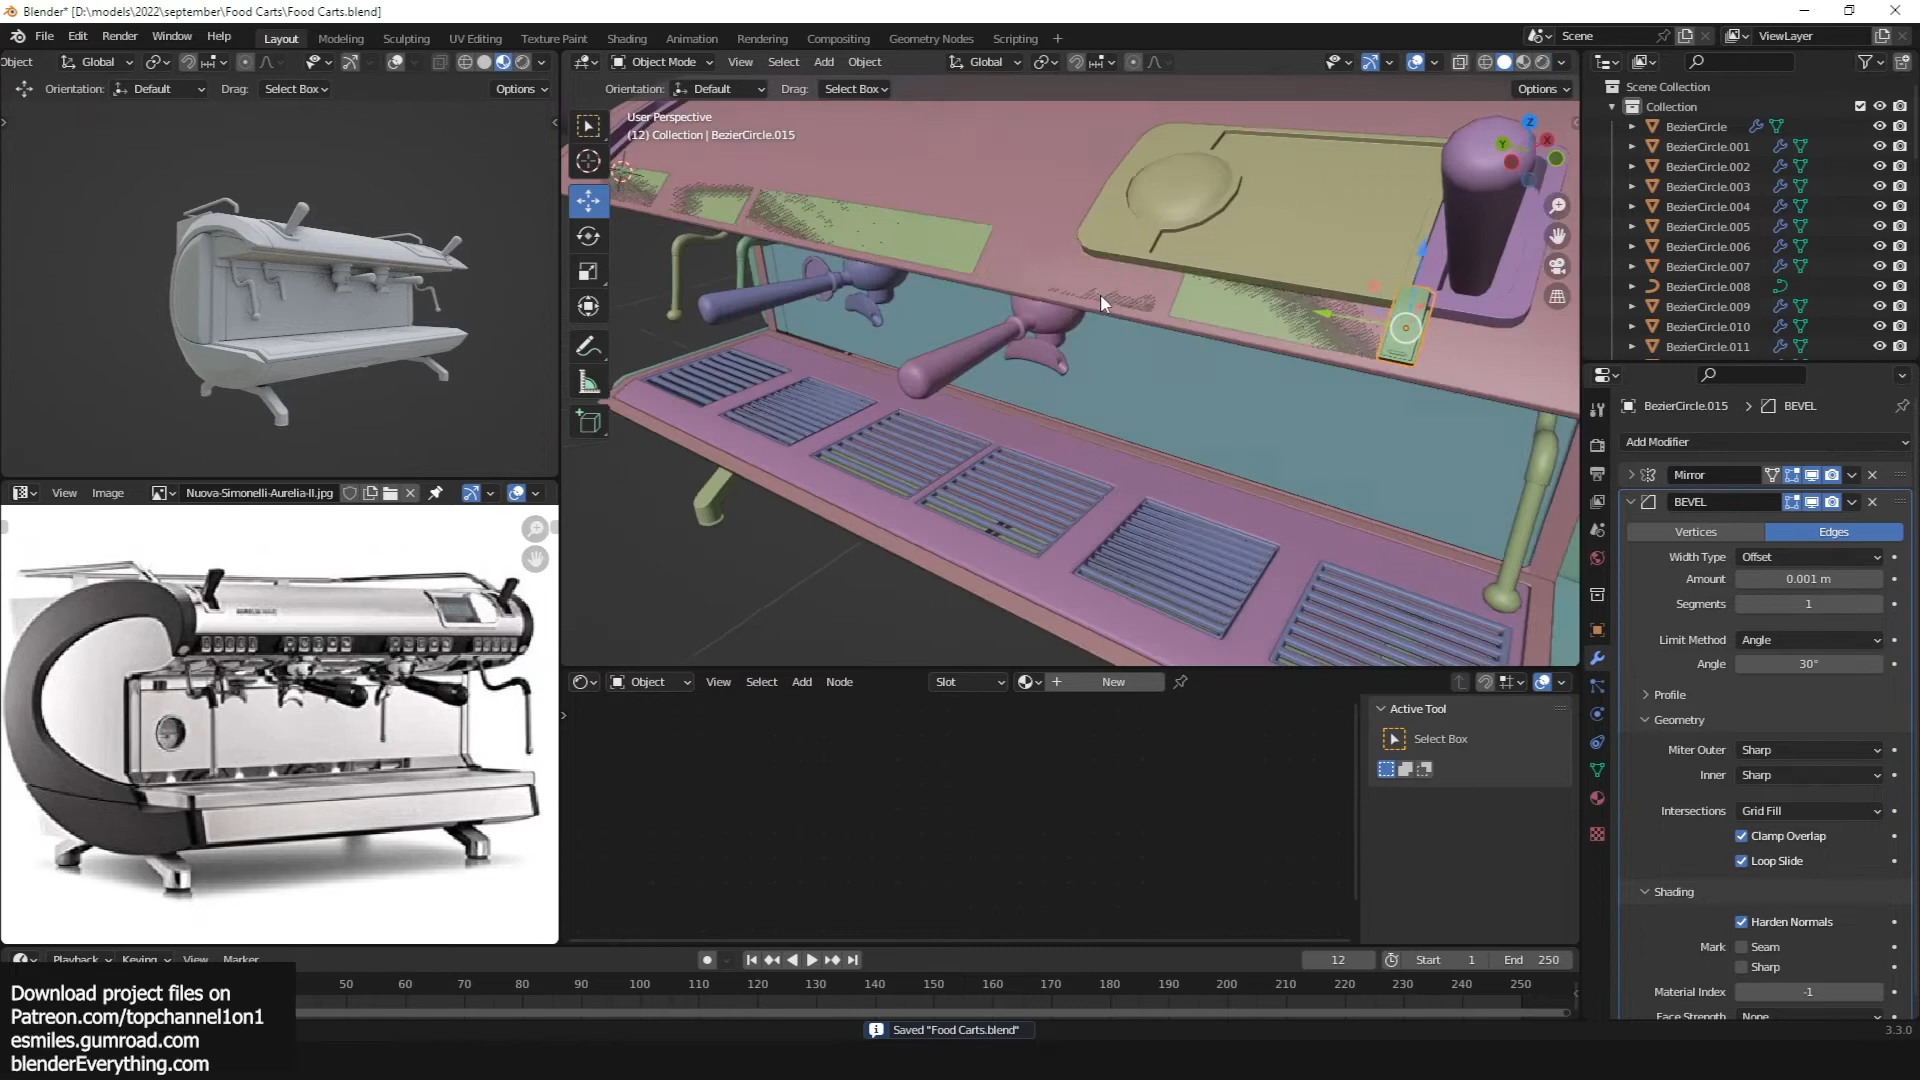 Blender* [D:\models\2022\september\Food Carts\Food Carts.blend]
File Edit Render Window Help
Layout Modeling Sculpting UV Editing Texture Paint Shading Animation Rendering Compositing Geometry Nodes Scripting +
Scene
ViewLayer
Object
Global
Orientation: Default Drag: Select Box
Options
Object Mode View Select Add Object
Global
Orientation: Default Drag: Select Box
Options
User Perspective
(12) Collection | BezierCircle.015
Z
X
Y
Scene Collection
Collection
BezierCircle
BezierCircle.001
BezierCircle.002
BezierCircle.003
BezierCircle.004
BezierCircle.005
BezierCircle.006
BezierCircle.007
BezierCircle.008
BezierCircle.009
BezierCircle.010
BezierCircle.011
BezierCircle.015 > BEVEL
Add Modifier
Mirror
BEVEL
Vertices Edges
Width Type Offset
Amount 0.001 m
Segments 1
Limit Method Angle
Angle 30°
Profile
Geometry
Miter Outer Sharp
Inner Sharp
Intersections Grid Fill
Clamp Overlap
Loop Slide
Shading
Harden Normals
Mark Seam
Sharp
Material Index -1
Face Strength None
View Image Nuova-Simonelli-Aurelia-II.jpg
Object View Select Add Node Slot New
Active Tool
Select Box
Playback Keying View Marker
12 Start 1 End 250
50 60 70 80 90 100 110 120 130 140 150 160 170 180 190 200 210 220 230 240 250
Saved "Food Carts.blend"
3.3.0
Download project files on
Patreon.com/topchannel1on1
esmiles.gumroad.com
blenderEverything.com